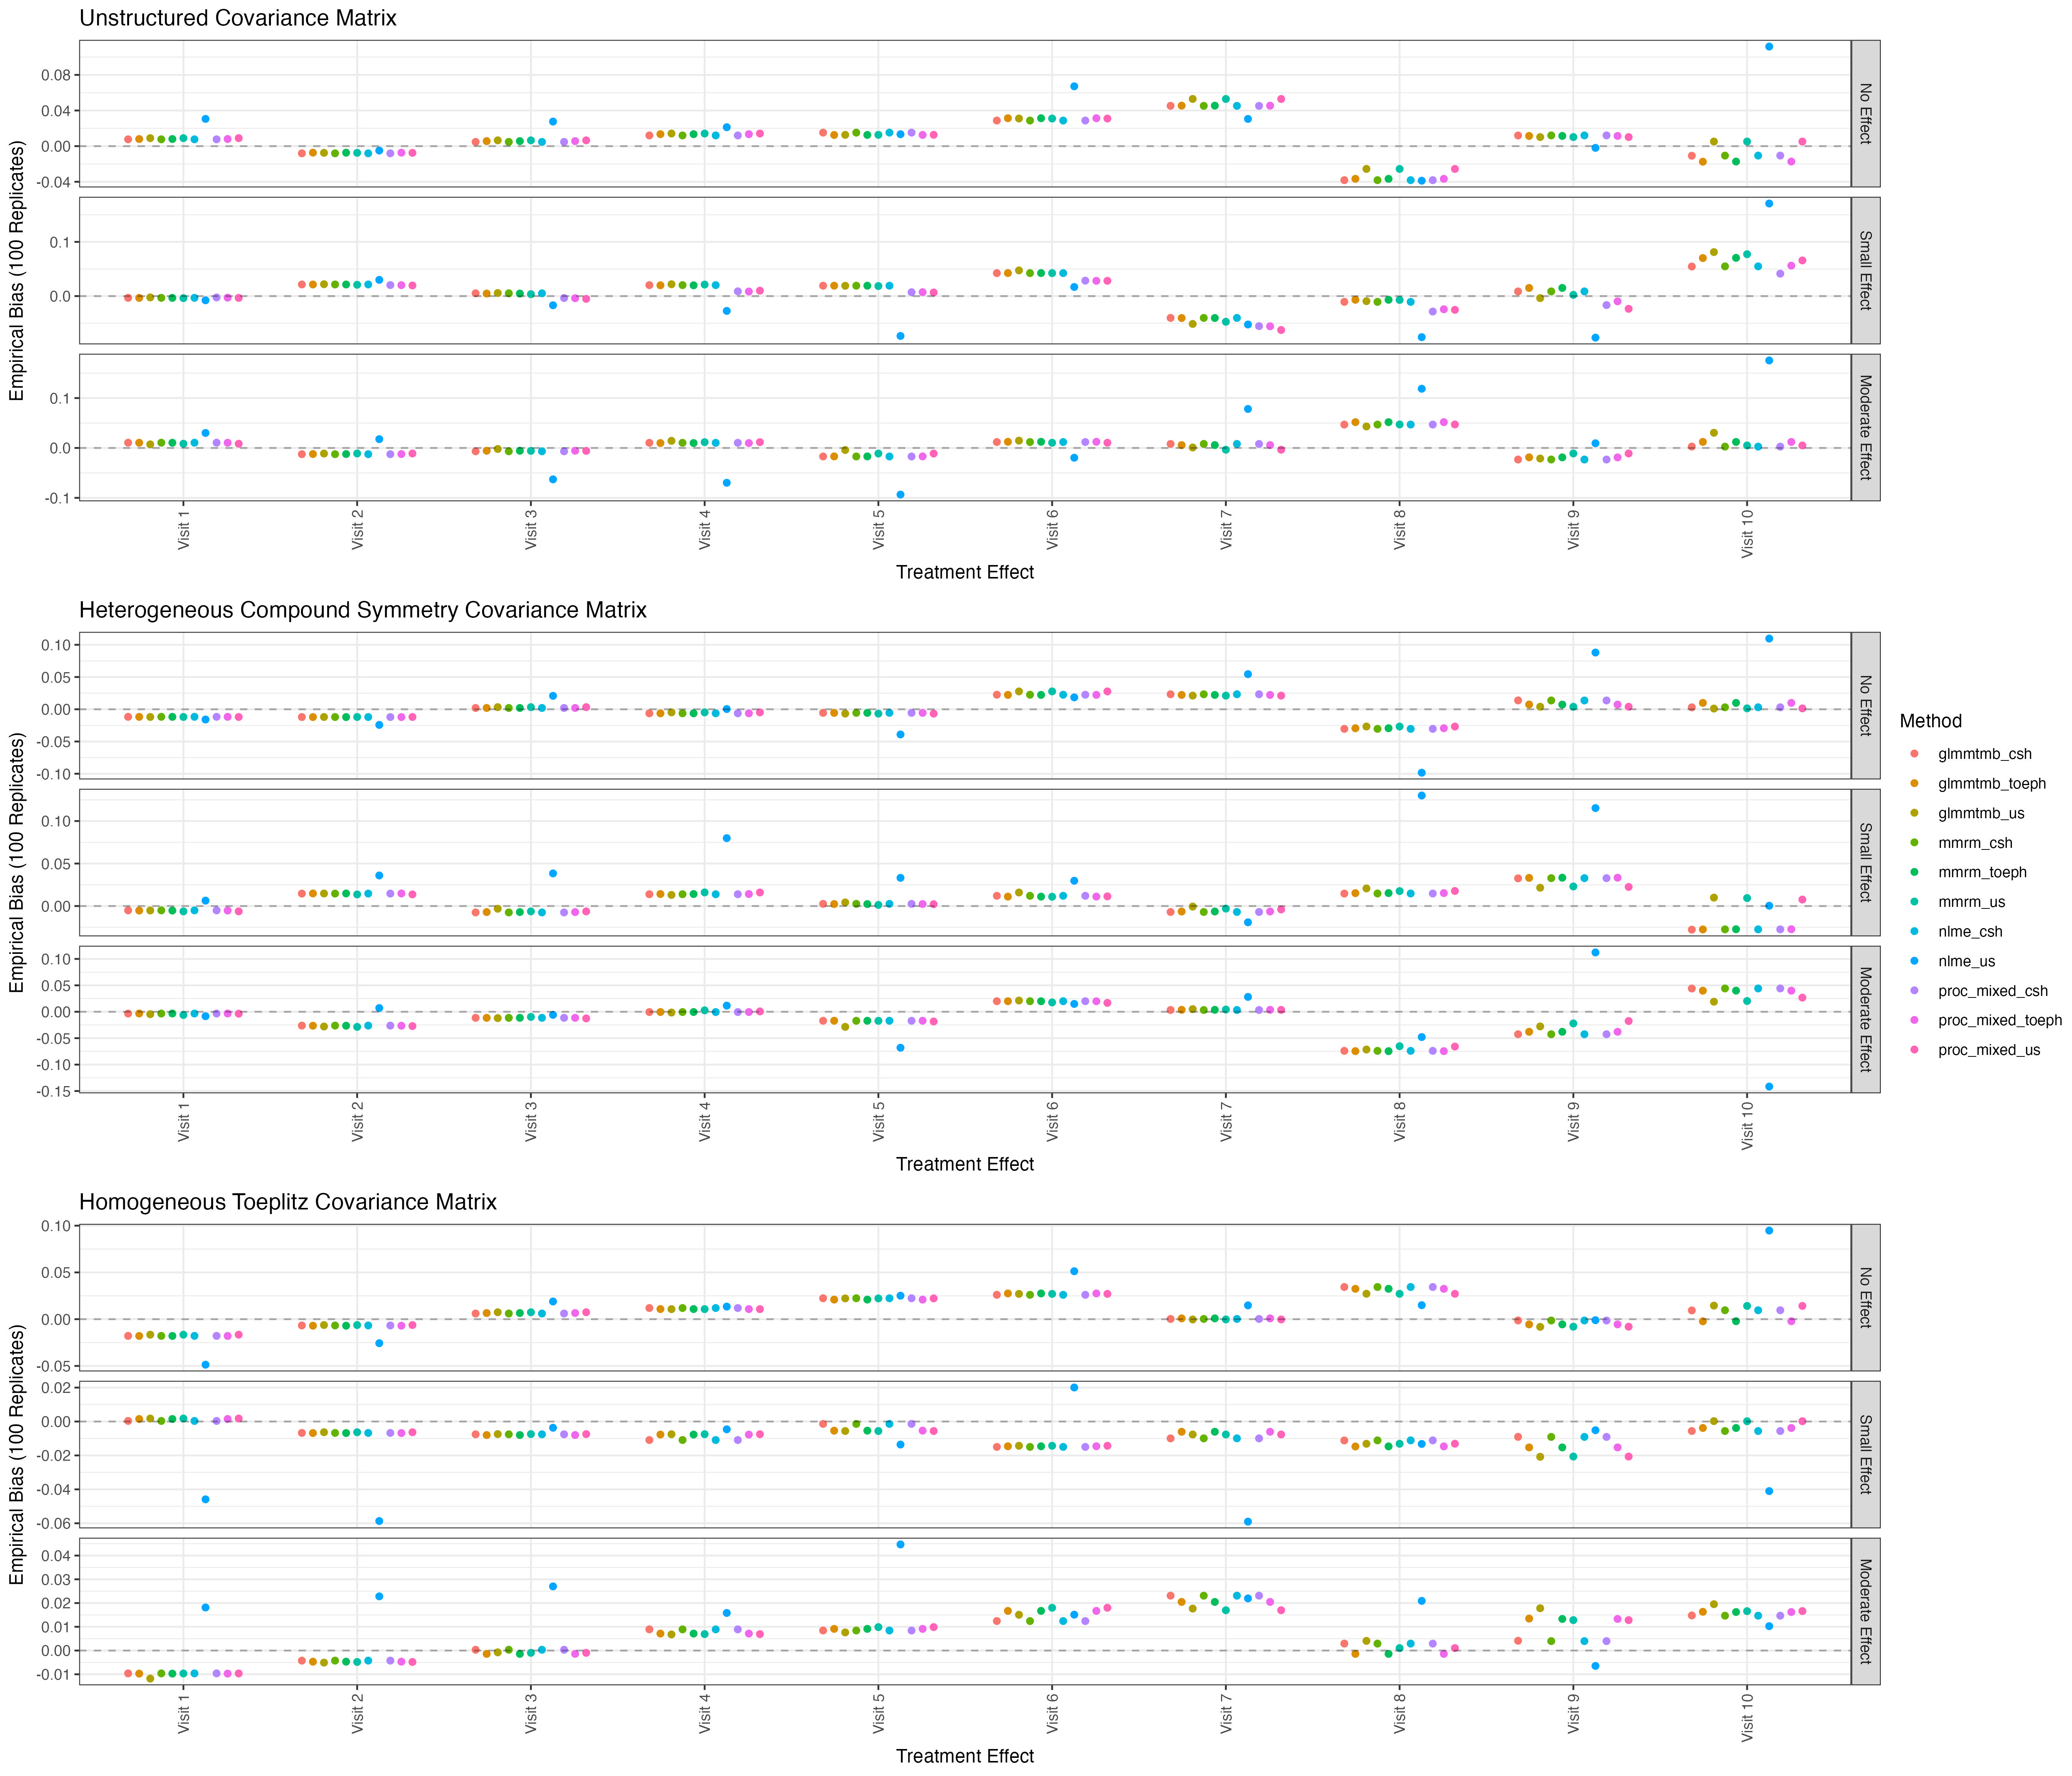 Unstructured Covariance Matrix
Empirical Bias (100 Replicates)
0.08
0.04
0.00
-0.04
No Effect
0.1
0.0
Small Effect
0.1
0.0
-0.1
Moderate Effect
Visit 1 Visit 2 Visit 3 Visit 4 Visit 5 Visit 6 Visit 7 Visit 8 Visit 9 Visit 10
Treatment Effect
Heterogeneous Compound Symmetry Covariance Matrix
Empirical Bias (100 Replicates)
0.10
0.05
0.00
-0.05
-0.10
No Effect
0.10
0.05
0.00
Small Effect
0.10
0.05
0.00
-0.05
-0.10
-0.15
Moderate Effect
Visit 1 Visit 2 Visit 3 Visit 4 Visit 5 Visit 6 Visit 7 Visit 8 Visit 9 Visit 10
Treatment Effect
Homogeneous Toeplitz Covariance Matrix
Empirical Bias (100 Replicates)
0.10
0.05
0.00
-0.05
No Effect
0.02
0.00
-0.02
-0.04
-0.06
Small Effect
0.04
0.03
0.02
0.01
0.00
-0.01
Moderate Effect
Visit 1 Visit 2 Visit 3 Visit 4 Visit 5 Visit 6 Visit 7 Visit 8 Visit 9 Visit 10
Treatment Effect
Method
glmmtmb_csh
glmmtmb_toeph
glmmtmb_us
mmrm_csh
mmrm_toeph
mmrm_us
nlme_csh
nlme_us
proc_mixed_csh
proc_mixed_toeph
proc_mixed_us